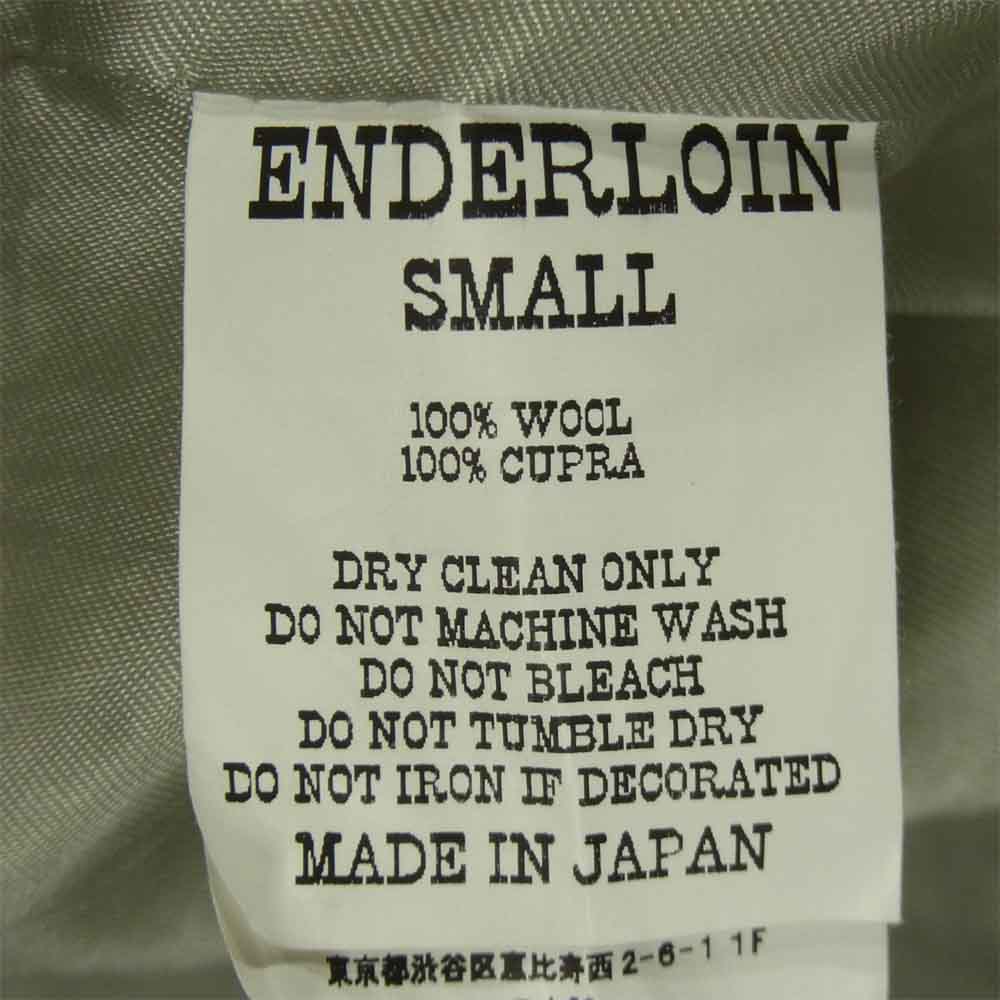 ENDERLOIN
SMALL
100% WOOL
100% CUPRA
DRY CLEAN ONLY
DO NOT MACHINE WASH
DO NOT BLEACH
DO NOT TUMBLE DRY
DO NOT IRON IF DECORATED
MADE IN JAPAN
東京都渋谷区恵比寿西2-6-1 1F